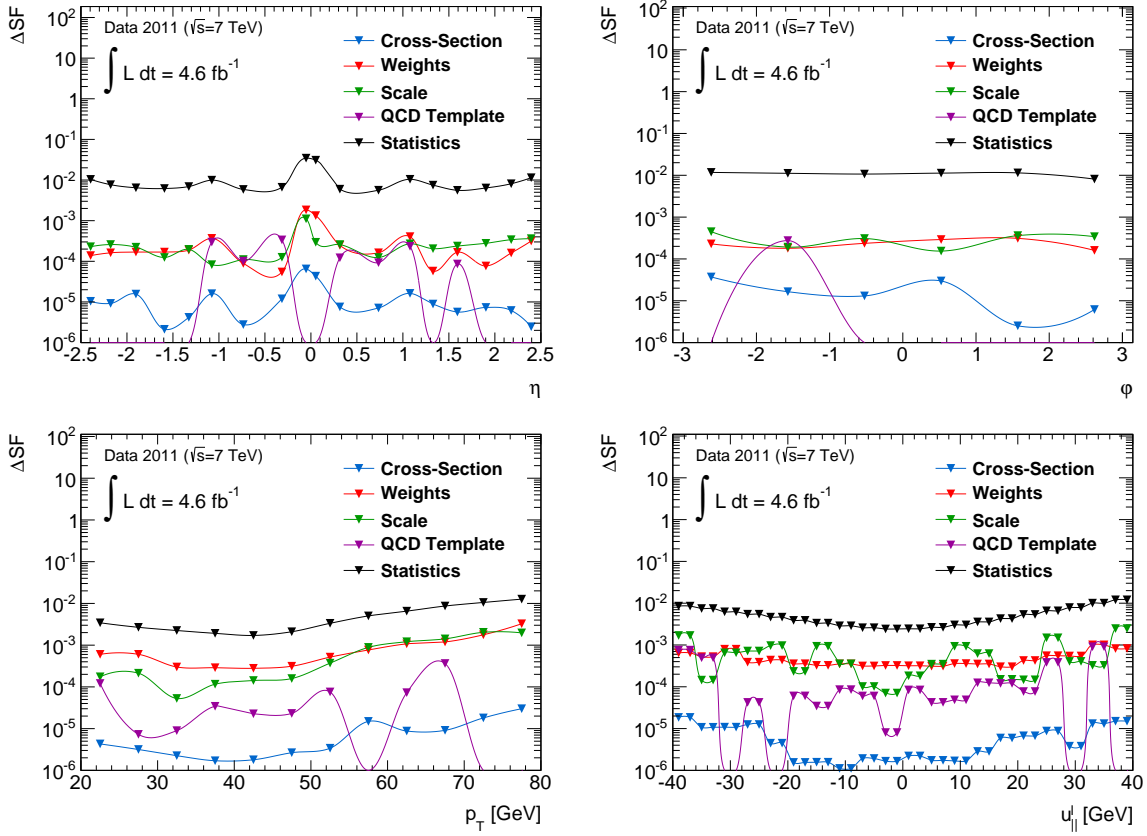 ΔSF
Data 2011 (√s=7 TeV)
∫ L dt = 4.6 fb⁻¹
Cross-Section
Weights
Scale
QCD Template
Statistics
10²
10
1
10⁻¹
10⁻²
10⁻³
10⁻⁴
10⁻⁵
10⁻⁶
-2.5 -2 -1.5 -1 -0.5 0 0.5 1 1.5 2 2.5
η
ΔSF
Data 2011 (√s=7 TeV)
∫ L dt = 4.6 fb⁻¹
Cross-Section
Weights
Scale
QCD Template
Statistics
10²
10
1
10⁻¹
10⁻²
10⁻³
10⁻⁴
10⁻⁵
10⁻⁶
-3 -2 -1 0 1 2 3
φ
ΔSF
Data 2011 (√s=7 TeV)
∫ L dt = 4.6 fb⁻¹
Cross-Section
Weights
Scale
QCD Template
Statistics
10²
10
1
10⁻¹
10⁻²
10⁻³
10⁻⁴
10⁻⁵
10⁻⁶
20 30 40 50 60 70 80
p_T [GeV]
ΔSF
Data 2011 (√s=7 TeV)
∫ L dt = 4.6 fb⁻¹
Cross-Section
Weights
Scale
QCD Template
Statistics
10²
10
1
10⁻¹
10⁻²
10⁻³
10⁻⁴
10⁻⁵
10⁻⁶
-40 -30 -20 -10 0 10 20 30 40
u_||^l [GeV]